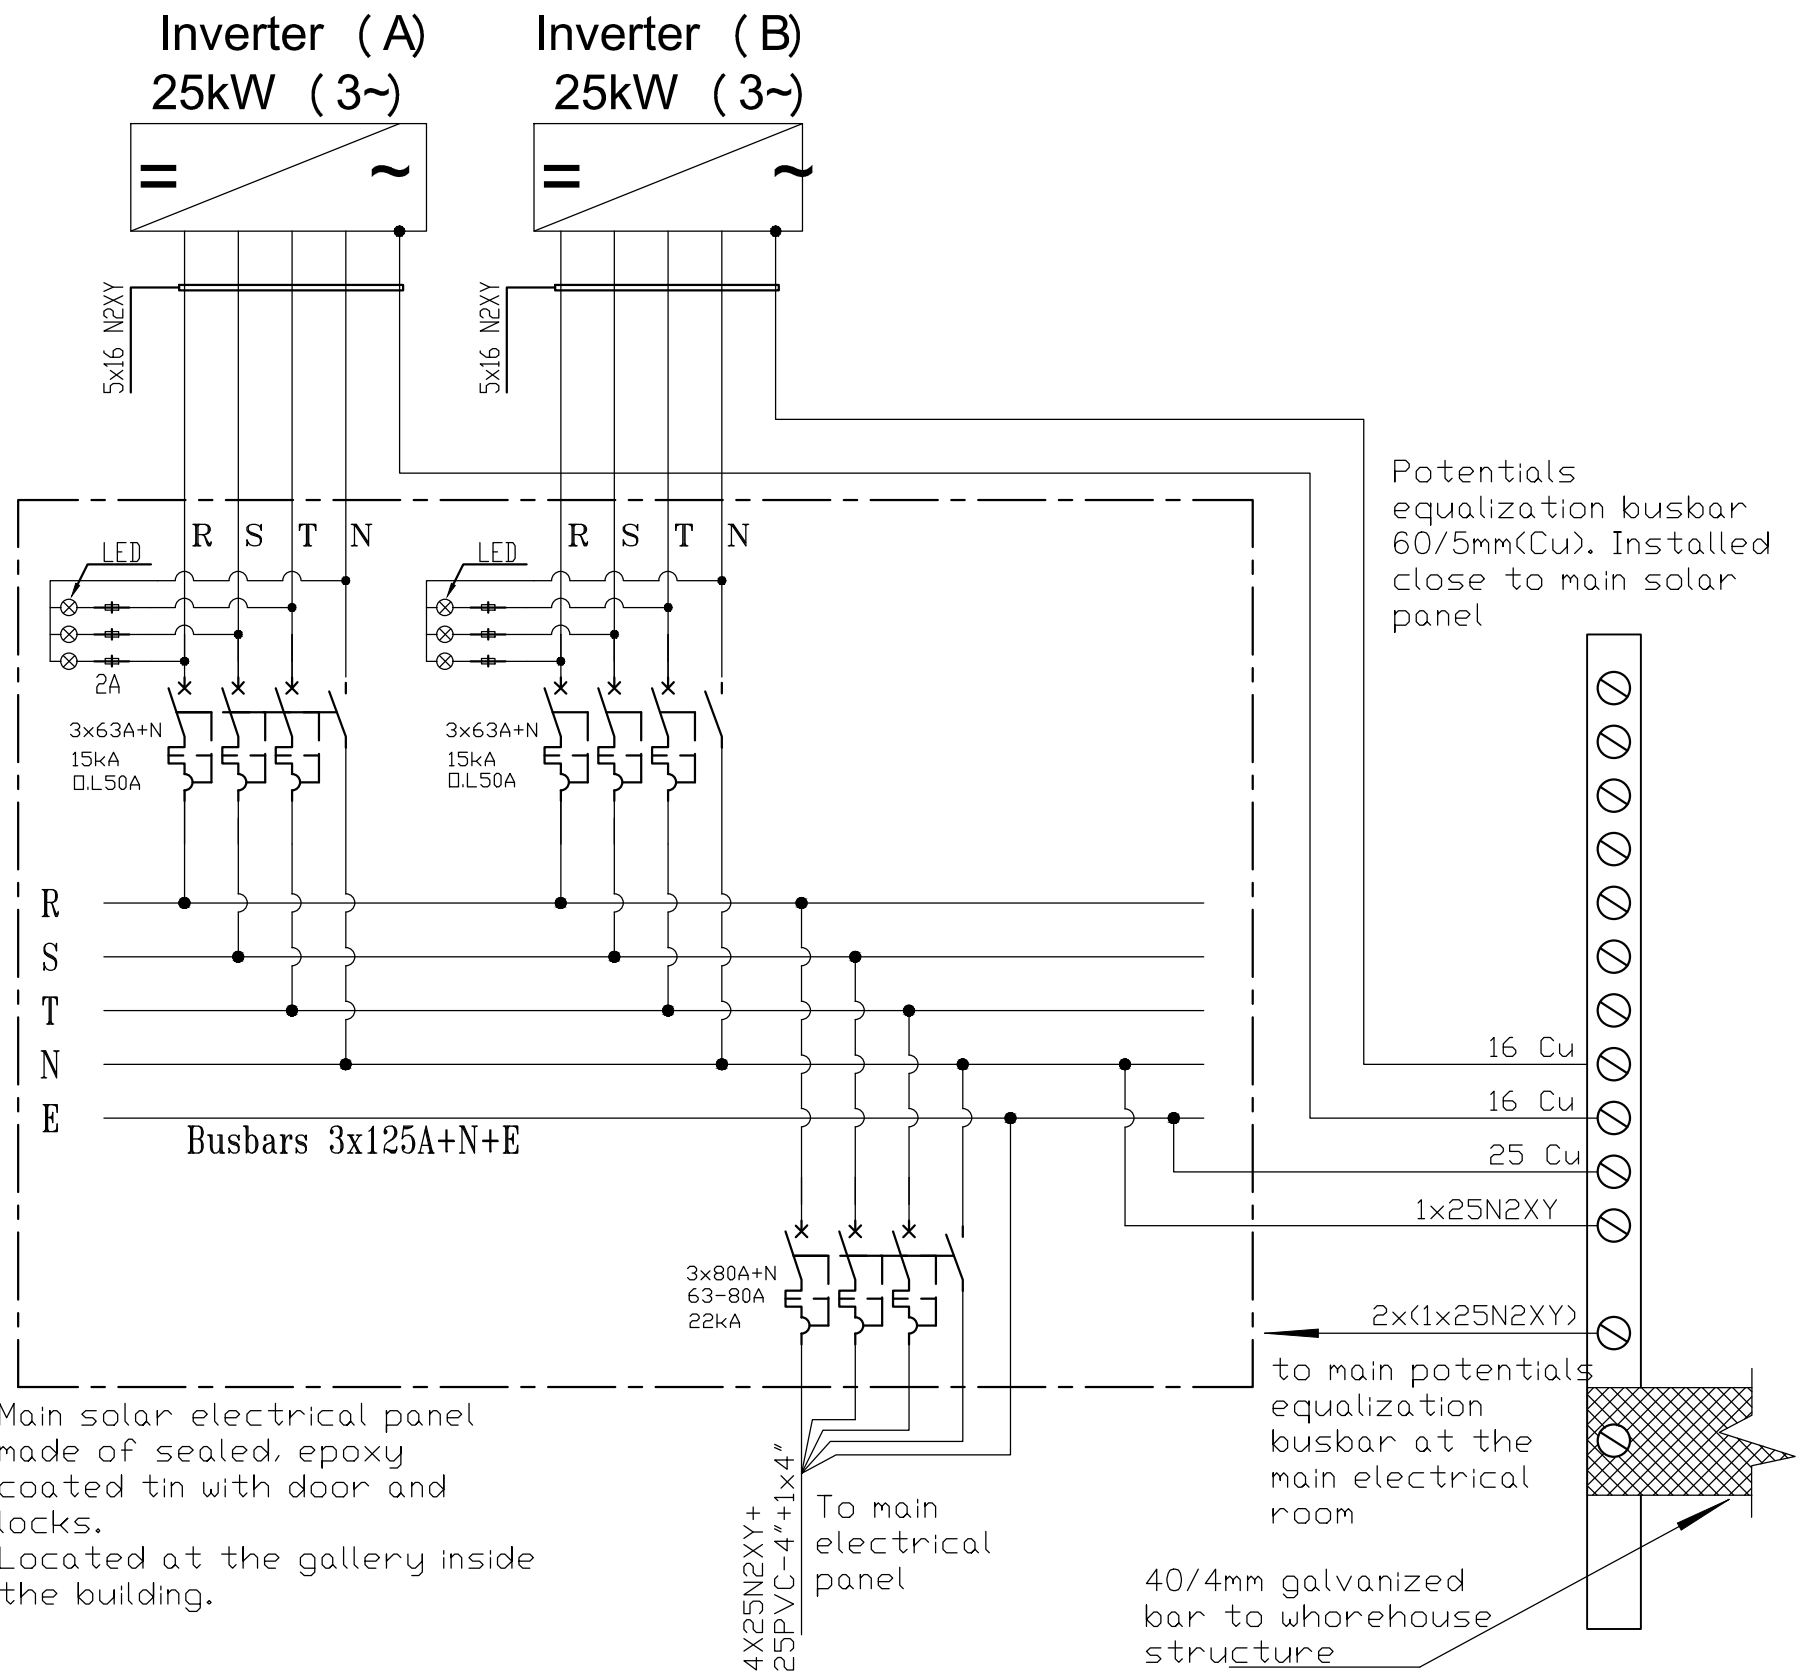 Inverter (A)
25kW (3~)
Inverter (B)
25kW (3~)
= ~
= ~
5x16 N2XY
5x16 N2XY
Potentials
equalization busbar
60/5mm(Cu). Installed
close to main solar
panel
R S T N
R S T N
LED
LED
2A
3x63A+N
15kA
O.L50A
3x63A+N
15kA
O.L50A
R
S
T
N
E
Busbars 3x125A+N+E
16 Cu
16 Cu
25 Cu
1x25N2XY
2x(1x25N2XY)
3x80A+N
63-80A
22kA
to main potentials
equalization
busbar at the
main electrical
room
Main solar electrical panel
made of sealed, epoxy
coated tin with door and
locks.
Located at the gallery inside
the building.
4X25N2XY+
25PVC-4"+1x4"
To main
electrical
panel
40/4mm galvanized
bar to whorehouse
structure